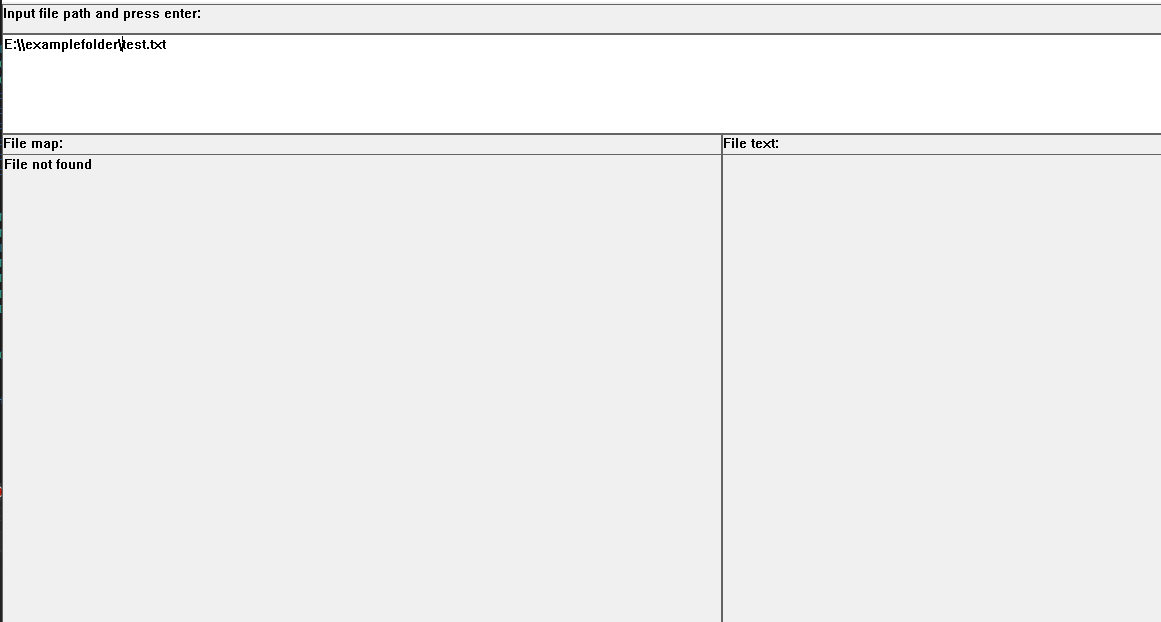 Input file path and press enter:
E:\\examplefolder\test.txt
File map:
File text:
File not found